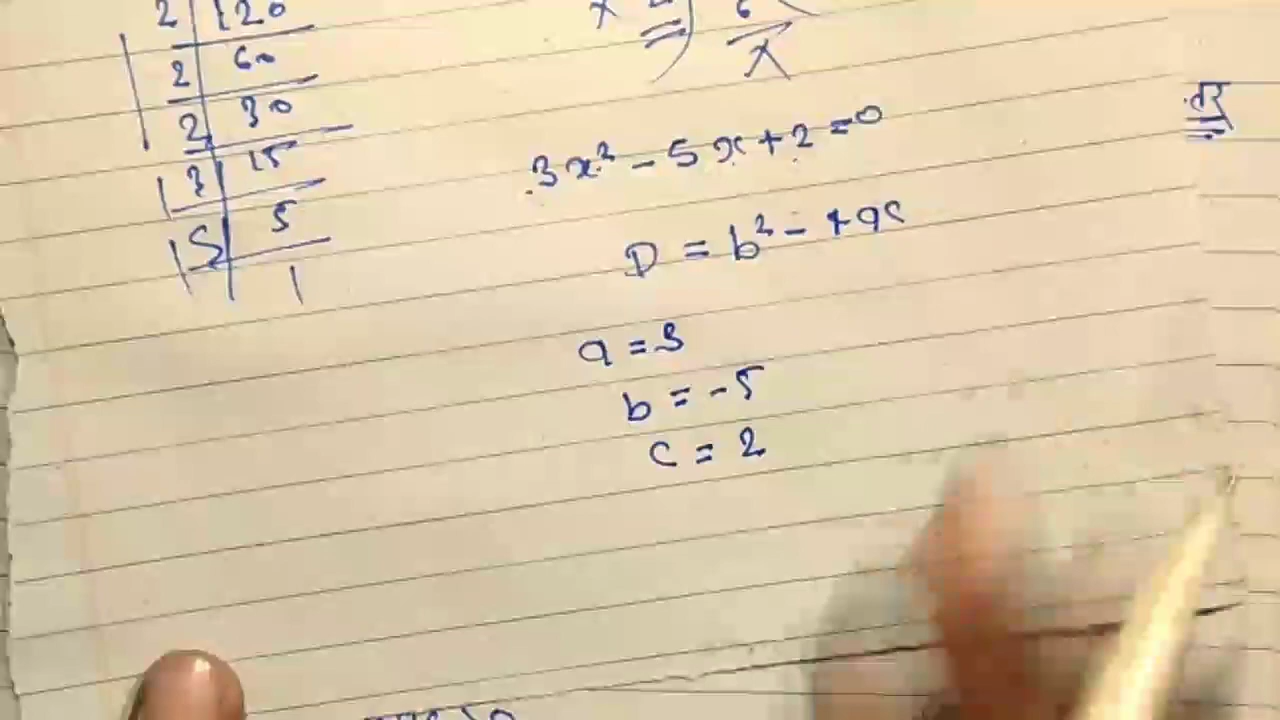 2 | 120
2 | 60
2 | 30
3 | 15
5 | 5
1
3x² - 5x + 2 = 0
D = b² - 4ac
a = 3
b = -5
c = 2